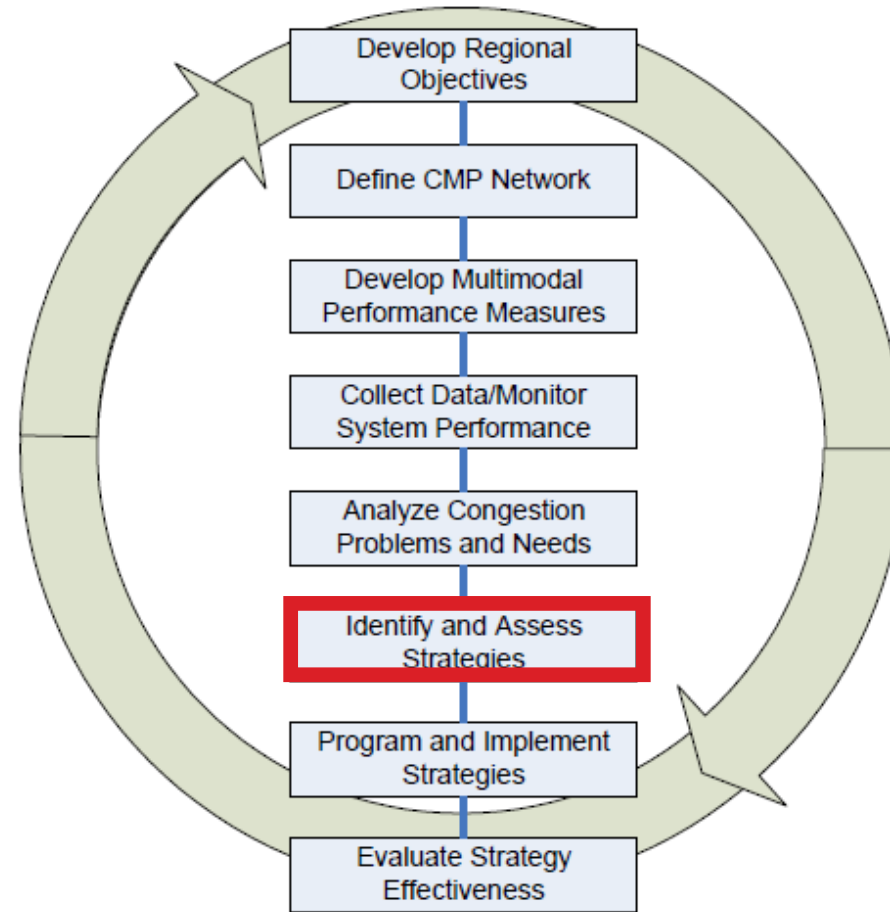 Develop Regional
Objectives
Define CMP Network
Develop Multimodal
Performance Measures
Collect Data/Monitor
System Performance
Analyze Congestion
Problems and Needs
Identify and Assess
Strategies
Program and Implement
Strategies
Evaluate Strategy
Effectiveness